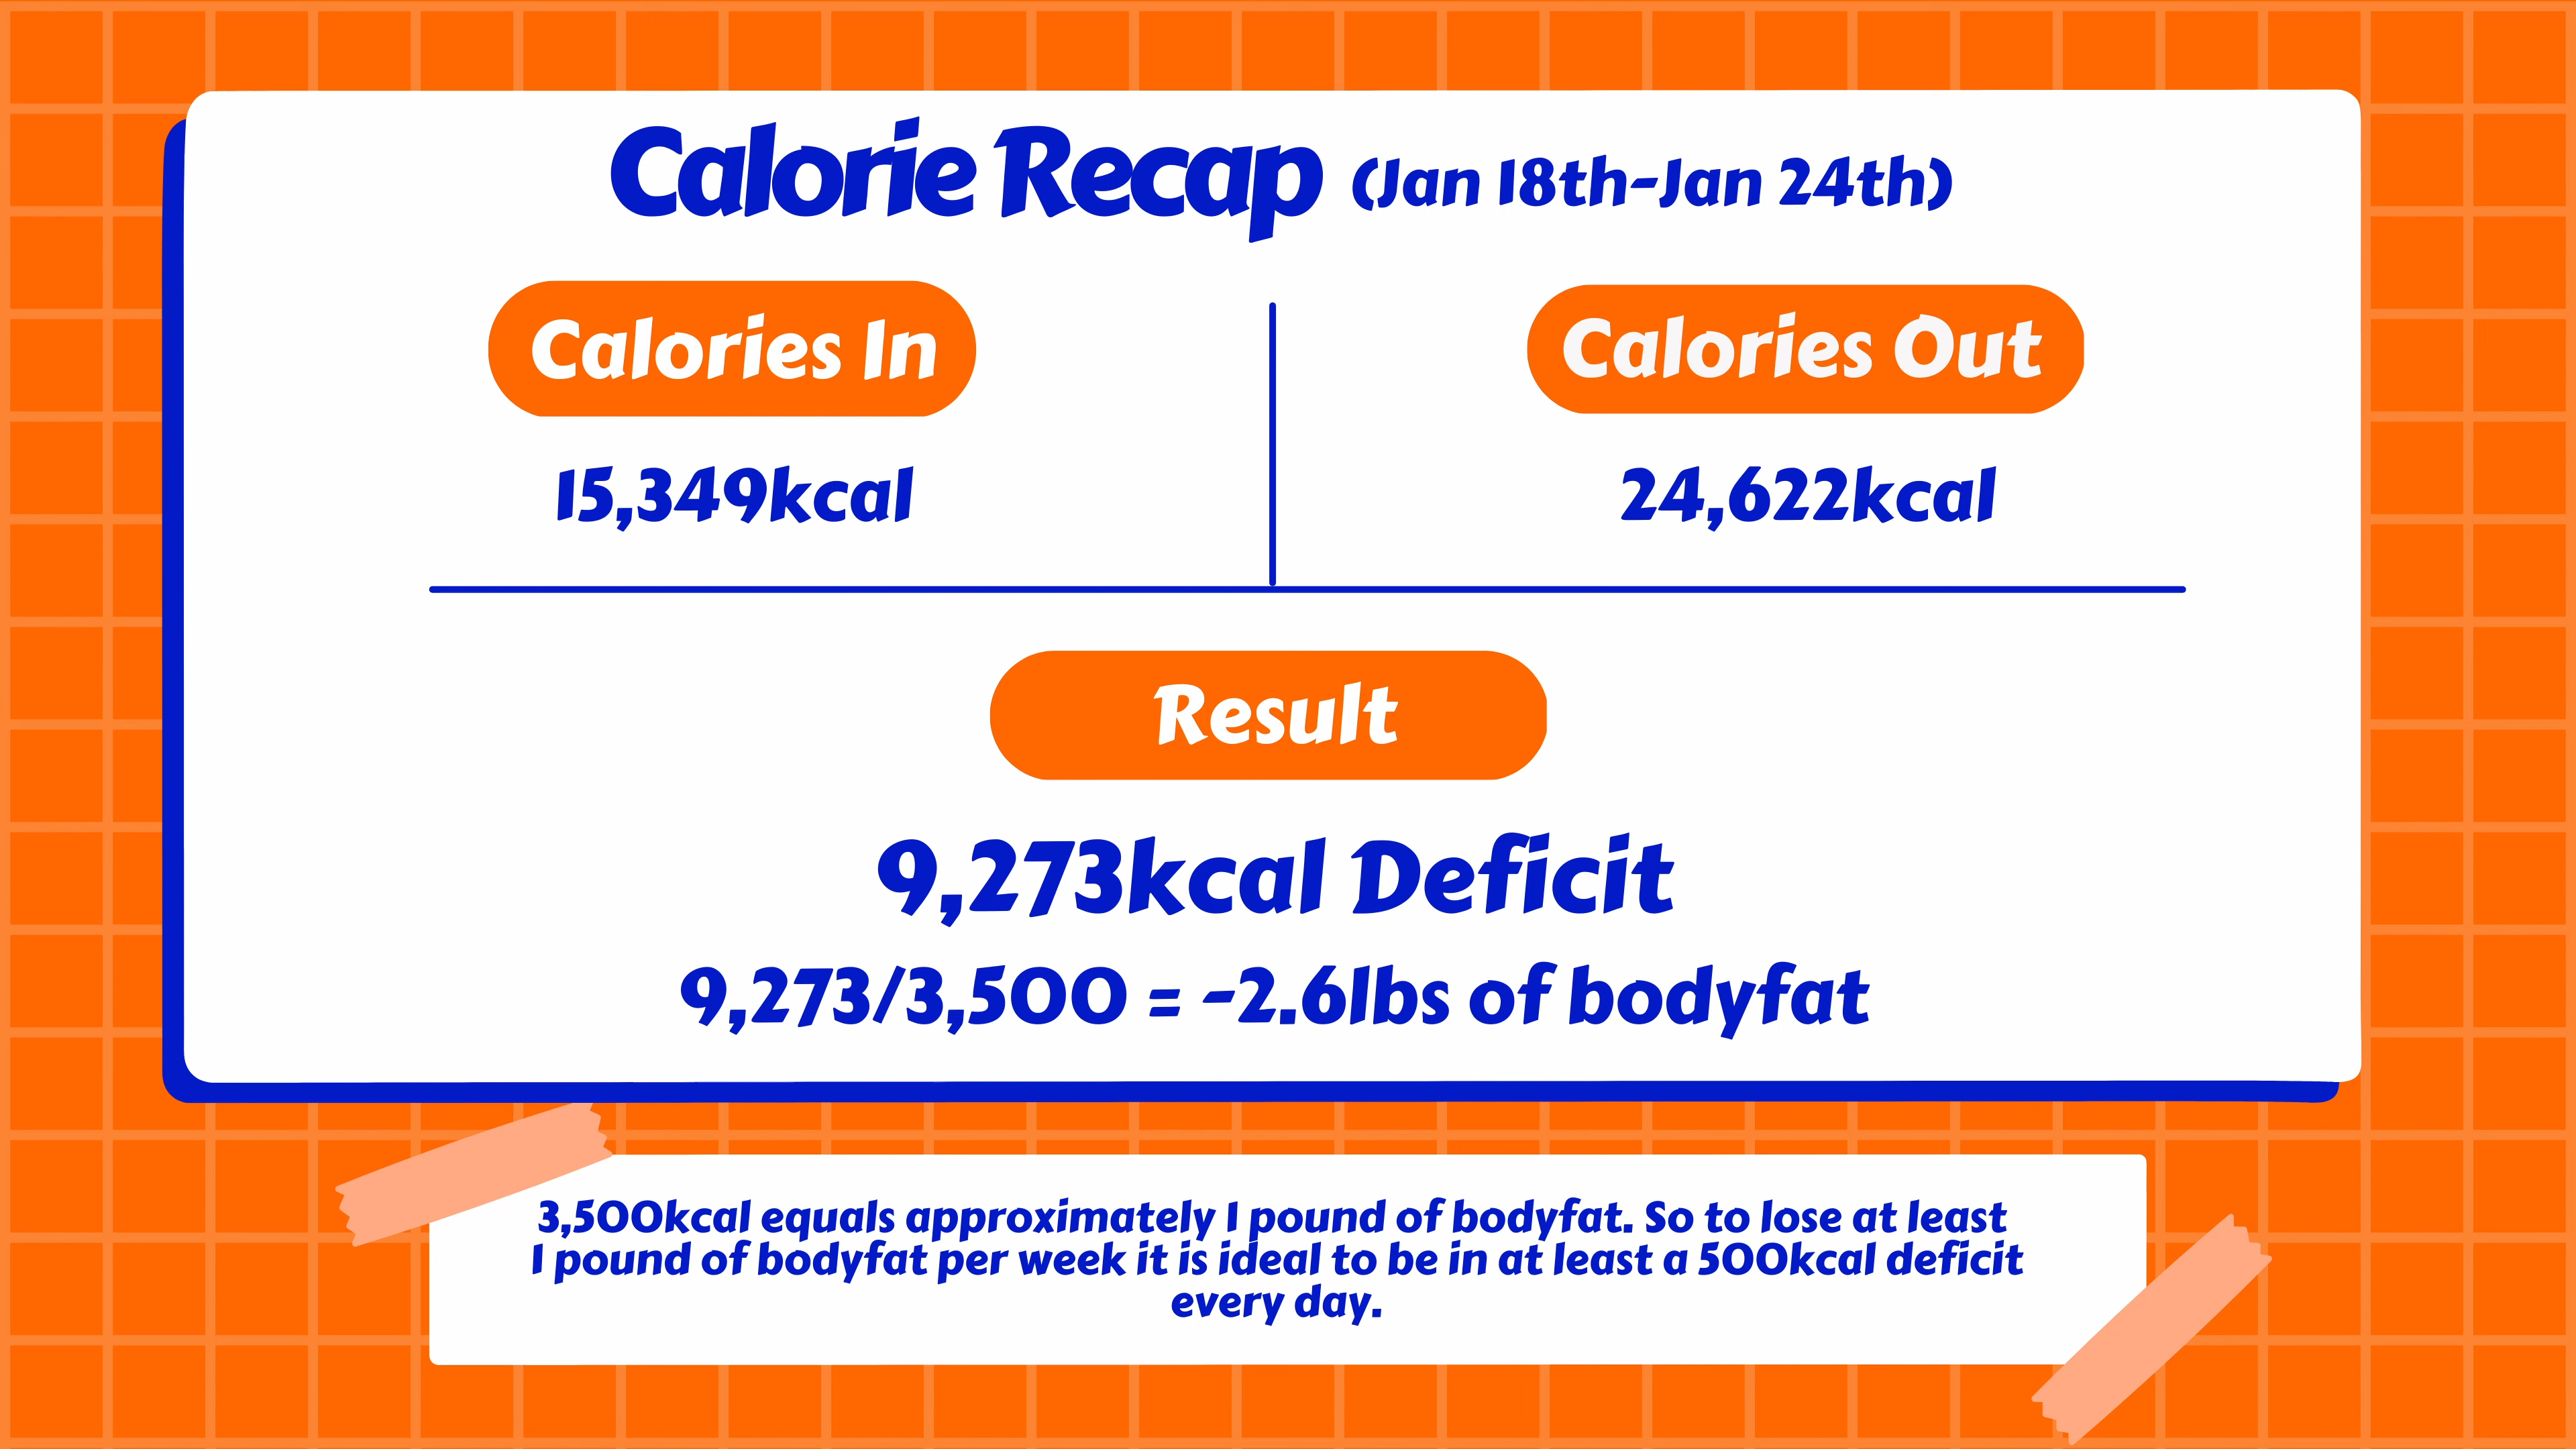 Calorie Recap (Jan 18th-Jan 24th)
Calories In
Calories Out
15,349kcal
24,622kcal
Result
9,273kcal Deficit
9,273/3,500 = -2.6lbs of bodyfat
3,500kcal equals approximately 1 pound of bodyfat. So to lose at least
1 pound of bodyfat per week it is ideal to be in at least a 500kcal deficit
every day.